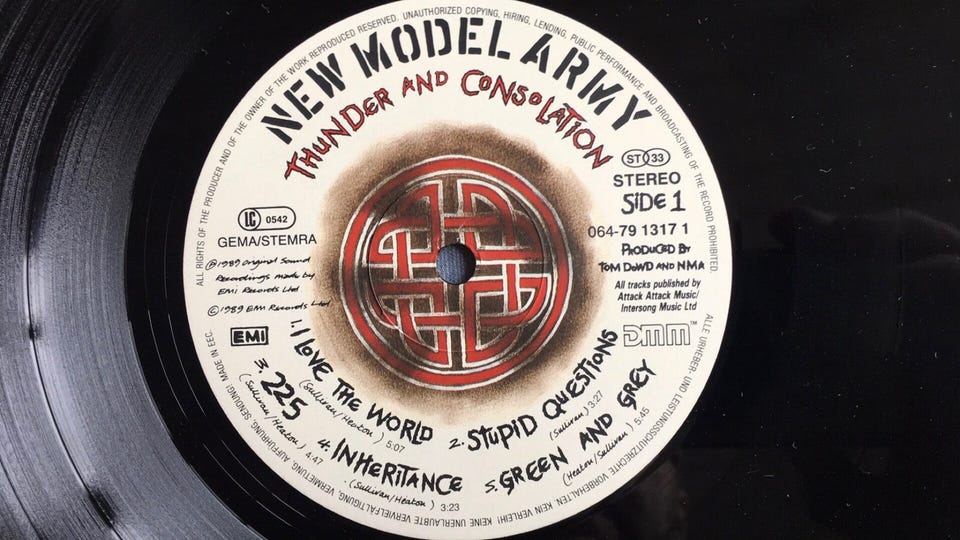 ALL RIGHTS OF THE PRODUCER AND OF THE OWNER OF THE WORK REPRODUCED RESERVED. UNAUTHORIZED COPYING, HIRING, LENDING, PUBLIC PERFORMANCE AND BROADCASTING OF THE RECORD PROHIBITED.
NEW MODEL ARMY
THUNDER AND CONSOLATION
ST 33
STEREO
SIDE 1
064-79 1317 1
PRODUCED BY
TOM DOWD AND NMA
All tracks published by
Attack Attack Music/
Intersong Music Ltd
DMM™
LC 0542
GEMA/STEMRA
℗ 1989 Original Sound
Recordings made by
EMI Records Ltd
© 1989 EMI Records Ltd
EMI
1. I LOVE THE WORLD
(Sullivan/Heaton) 5:07
2. STUPID QUESTIONS
(Sullivan) 3:27
3. 225
(Sullivan/Heaton) 4:47
4. INHERITANCE
(Sullivan/Heaton) 3:23
5. GREEN AND GREY
(Heaton/Sullivan) 5:45
ALLE URHEBER- UND LEISTUNGSSCHUTZRECHTE VORBEHALTEN. KEIN VERLEIH! KEINE UNERLAUBTE VERVIELFÄLTIGUNG, VERMIETUNG, AUFFÜHRUNG, SENDUNG! MADE IN EEC.